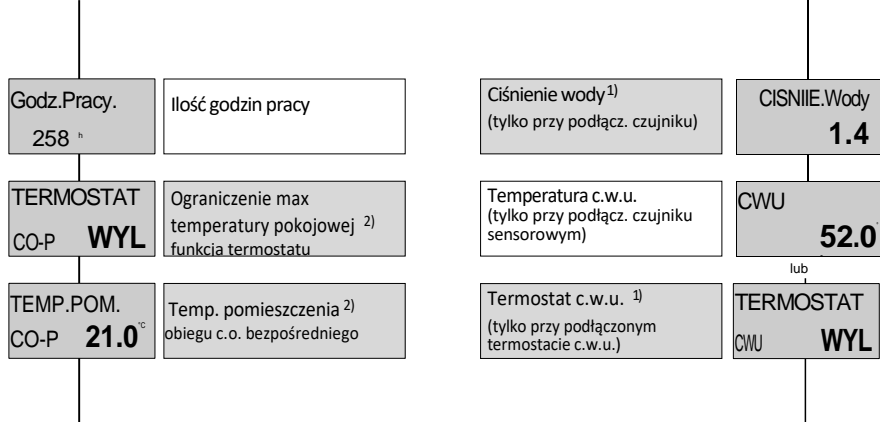 Godz.Pracy.
258 h
Ilość godzin pracy
TERMOSTAT
CO-P WYL
Ograniczenie max
temperatury pokojowej 2)
funkcja termostatu
TEMP.POM.
CO-P 21.0°C
Temp. pomieszczenia 2)
obiegu c.o. bezpośredniego
Ciśnienie wody 1)
(tylko przy podłącz. czujniku)
CISNIIE.Wody
1.4
Temperatura c.w.u.
(tylko przy podłącz. czujniku
sensorowym)
CWU
52.0°
lub
Termostat c.w.u. 1)
(tylko przy podłączonym
termostacie c.w.u.)
TERMOSTAT
CWU WYL